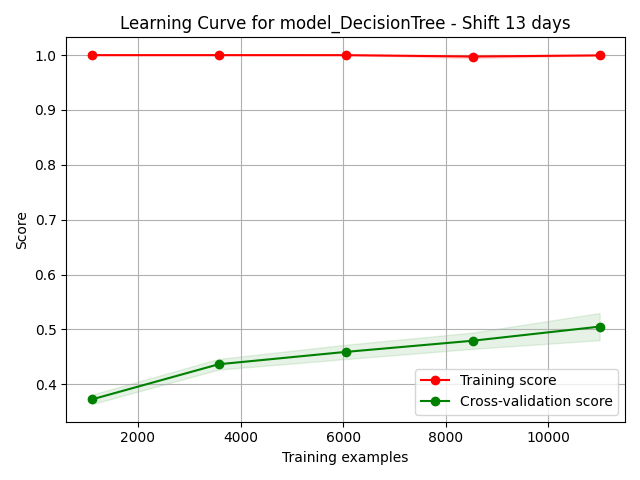 Learning Curve for model_DecisionTree - Shift 13 days
1.0
0.9
0.8
0.7
0.6
0.5
0.4
Score
2000
4000
6000
8000
10000
Training examples
Training score
Cross-validation score